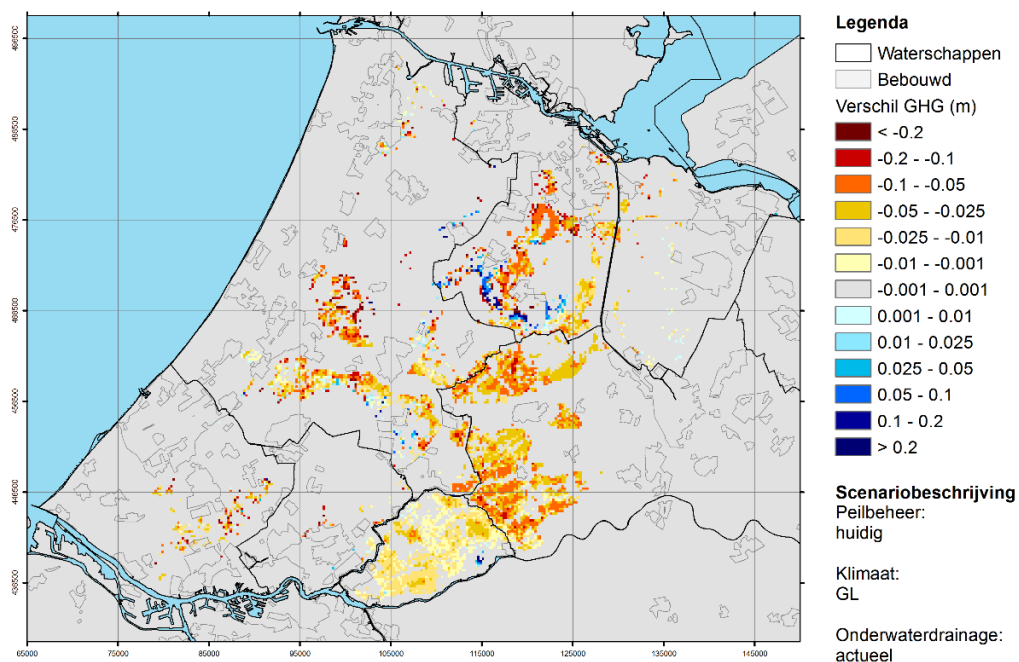 Legenda
Waterschappen
Bebouwd
Verschil GHG (m)
< -0.2
-0.2 - -0.1
-0.1 - -0.05
-0.05 - -0.025
-0.025 - -0.01
-0.01 - -0.001
-0.001 - 0.001
0.001 - 0.01
0.01 - 0.025
0.025 - 0.05
0.05 - 0.1
0.1 - 0.2
> 0.2
Scenariobeschrijving
Peilbeheer:
huidig
Klimaat:
GL
Onderwaterdrainage:
actueel
65000 75000 85000 95000 105000 115000 125000 135000 145000